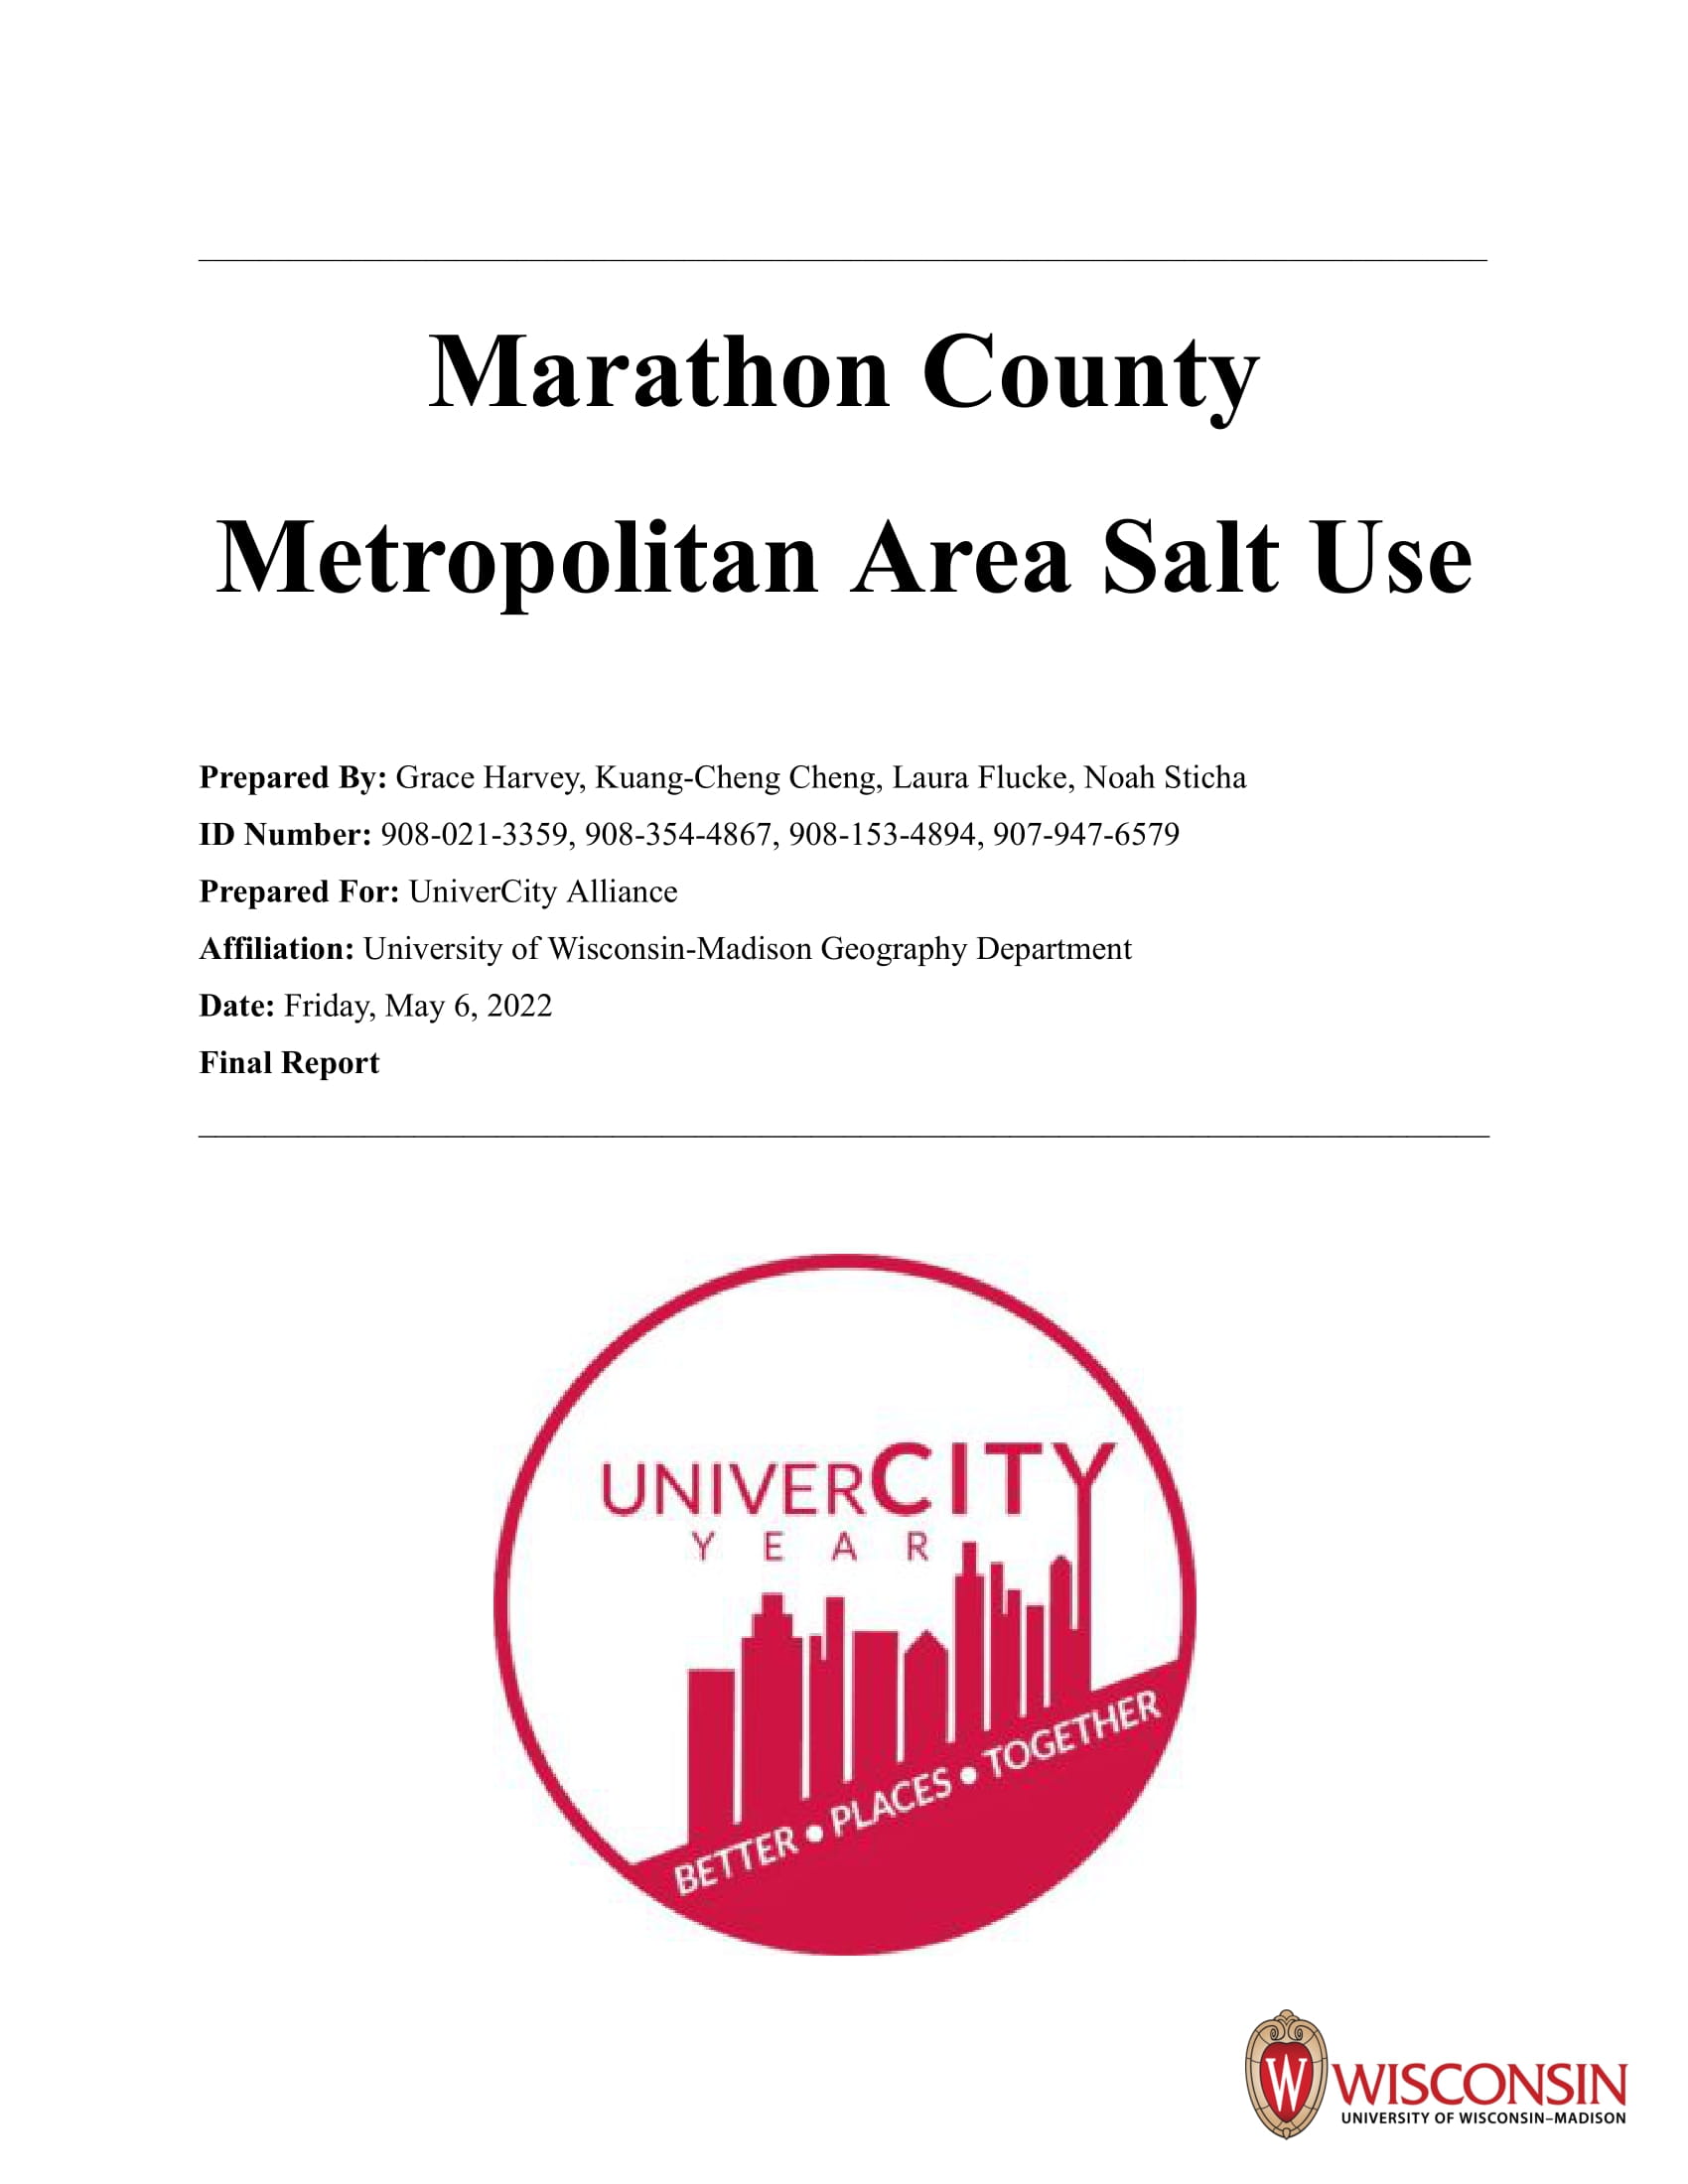 Marathon County
Metropolitan Area Salt Use
Prepared By: Grace Harvey, Kuang-Cheng Cheng, Laura Flucke, Noah Sticha
ID Number: 908-021-3359, 908-354-4867, 908-153-4894, 907-947-6579
Prepared For: UniverCity Alliance
Affiliation: University of Wisconsin-Madison Geography Department
Date: Friday, May 6, 2022
Final Report
UNIVERCITY
YEAR
BETTER • PLACES • TOGETHER
W
WISCONSIN
UNIVERSITY OF WISCONSIN–MADISON